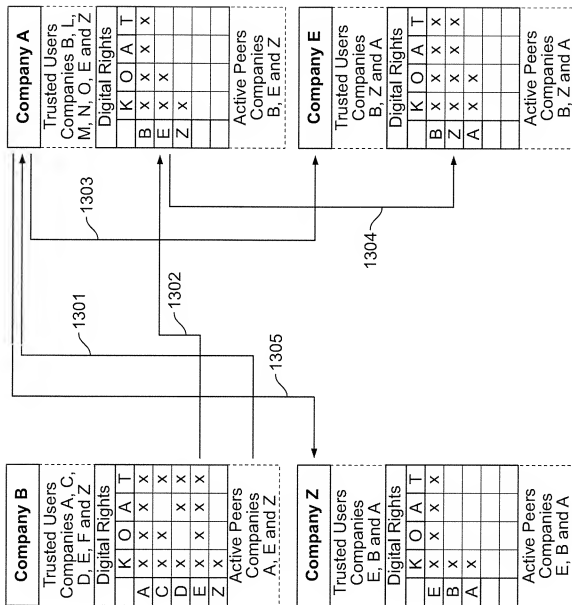 Company B
Trusted Users
Companies A, C,
D, E, F and Z
Digital Rights
K O A T
A x x x x
C x x
D x x x
E x x x x
Z x
Active Peers
Companies
A, E and Z
Company A
Trusted Users
Companies B, L,
M, N, O, E and Z
Digital Rights
K O A T
B x x x x
E x x
Z x
Active Peers
Companies
B, E and Z
1301
1302
1303
1304
1305
Company Z
Trusted Users
Companies
E, B and A
Digital Rights
K O A T
E x x x x
B x
A x
Active Peers
Companies
E, B and A
Company E
Trusted Users
Companies
B, Z and A
Digital Rights
K O A T
B x x x x
Z x x x x
A x x
Active Peers
Companies
B, Z and A